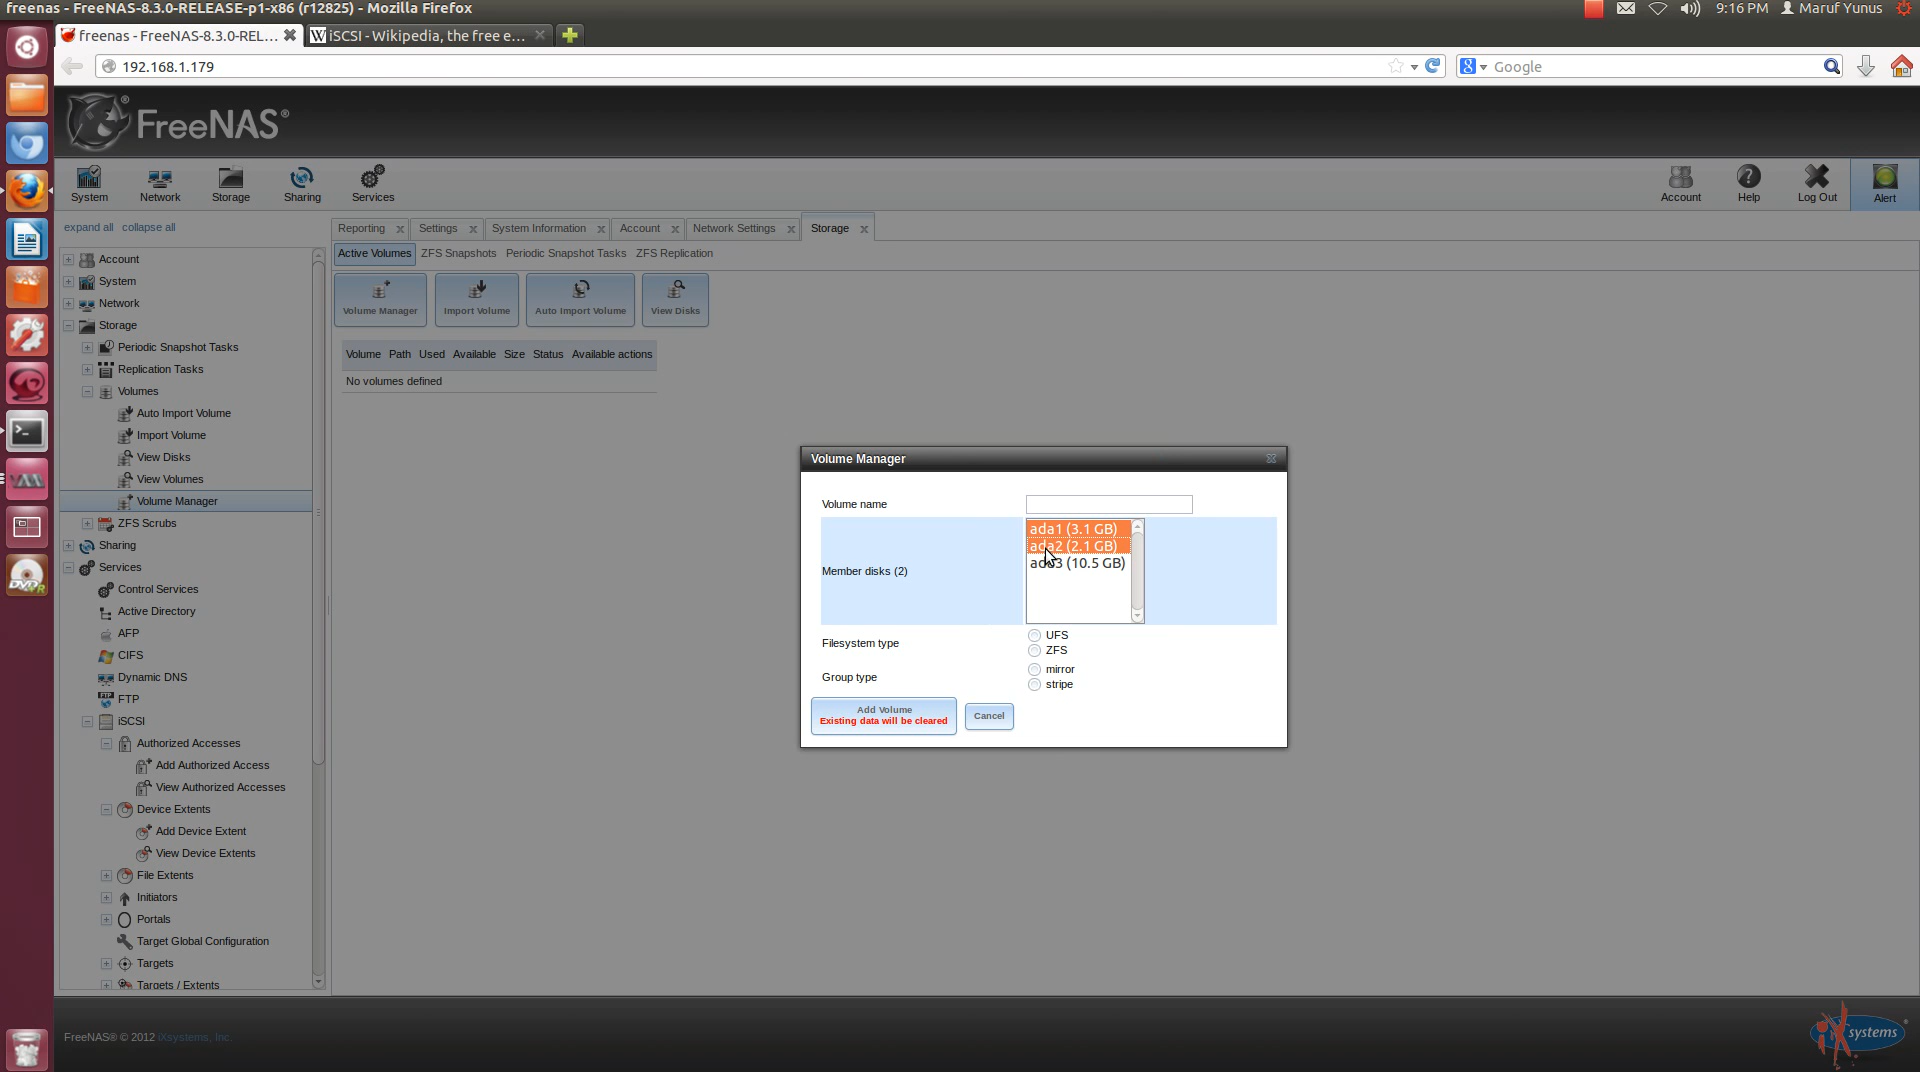 freenas - FreeNAS-8.3.0-RELEASE-p1-x86 (r12825) - Mozilla Firefox
9:16 PM
Maruf Yunus
freenas - FreeNAS-8.3.0-REL...
iSCSI - Wikipedia, the free e...
192.168.1.179
Google
FreeNAS®
System
Network
Storage
Sharing
Services
Account
Help
Log Out
Alert
expand all
collapse all
Reporting
Settings
System Information
Account
Network Settings
Storage
Active Volumes
ZFS Snapshots
Periodic Snapshot Tasks
ZFS Replication
Volume Manager
Import Volume
Auto Import Volume
View Disks
Volume
Path
Used
Available
Size
Status
Available actions
No volumes defined
Account
System
Network
Storage
Periodic Snapshot Tasks
Replication Tasks
Volumes
Auto Import Volume
Import Volume
View Disks
View Volumes
Volume Manager
ZFS Scrubs
Sharing
Services
Control Services
Active Directory
AFP
CIFS
Dynamic DNS
FTP
iSCSI
Authorized Accesses
Add Authorized Access
View Authorized Accesses
Device Extents
Add Device Extent
View Device Extents
File Extents
Initiators
Portals
Target Global Configuration
Targets
Targets / Extents
Volume Manager
Volume name
Member disks (2)
ada1 (3.1 GB)
ada2 (2.1 GB)
ada3 (10.5 GB)
Filesystem type
UFS
ZFS
Group type
mirror
stripe
Add Volume
Existing data will be cleared
Cancel
FreeNAS® © 2012 iXsystems, Inc.
iXsystems